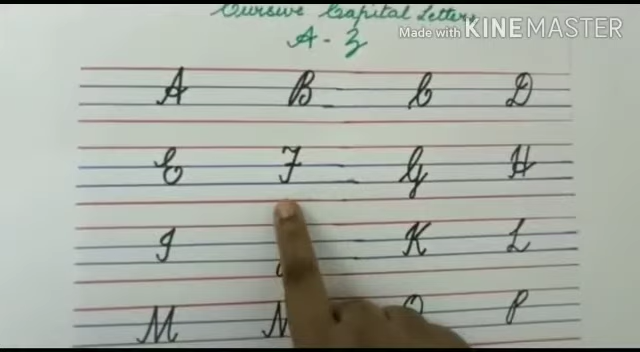 Cursive Capital Letters
Made with KINEMASTER
A - Z
A B C D
E F G H
I K L
M N O P